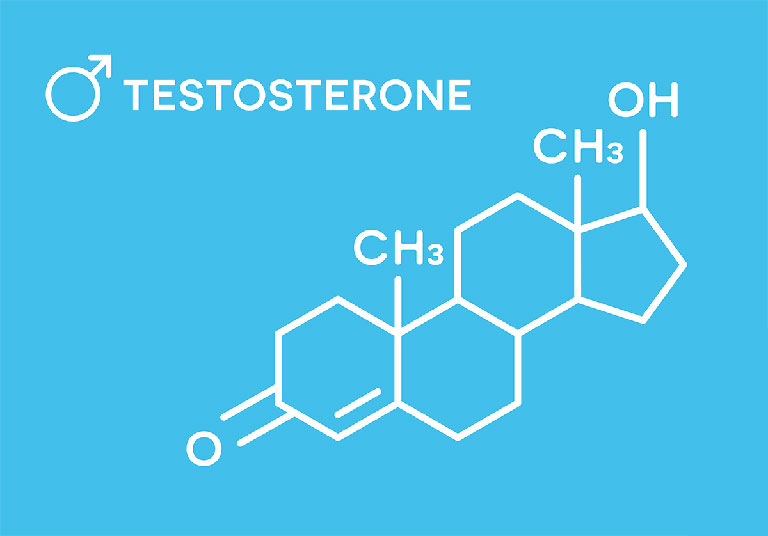 TESTOSTERONE
OH
CH₃
CH₃
O